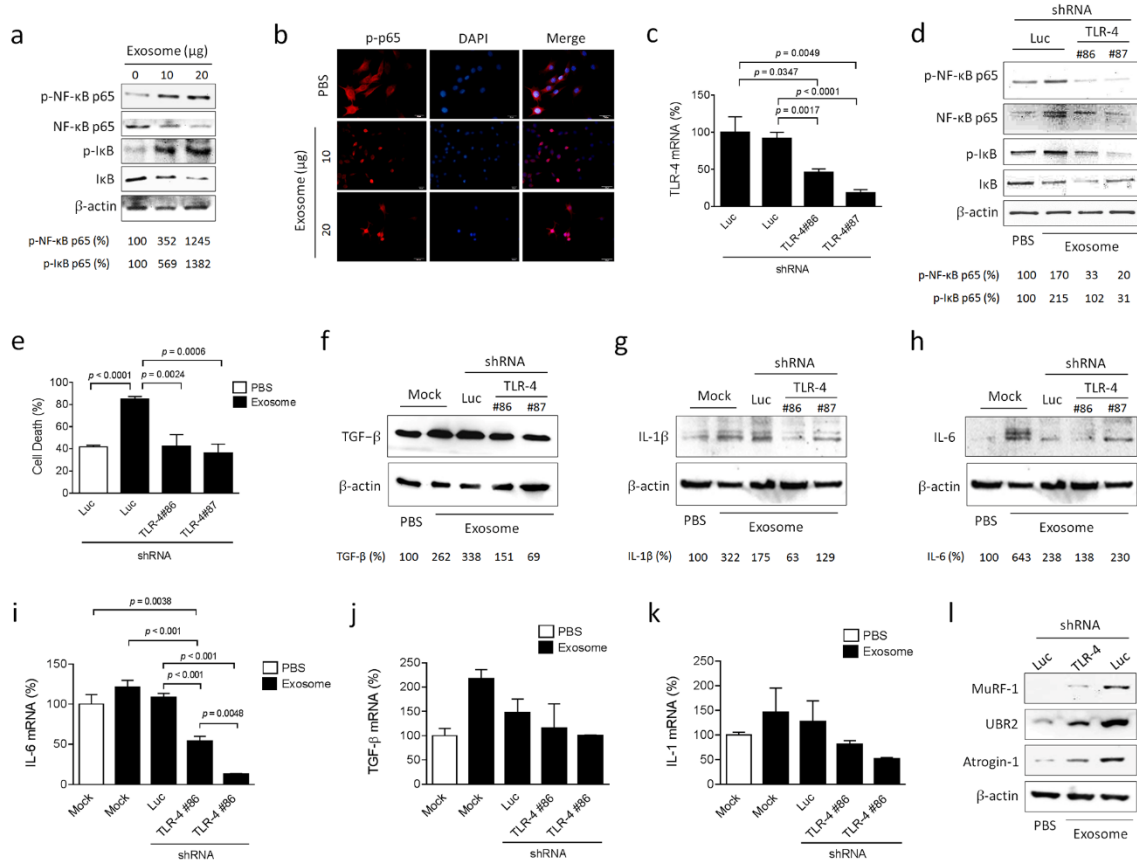 a
Exosome (µg)
0 10 20
p-NF-κB p65
NF-κB p65
p-IκB
IκB
β-actin
p-NF-κB p65 (%) 100 352 1245
p-IκB p65 (%) 100 569 1382
b
p-p65 DAPI Merge
PBS
10
20
Exosome (µg)
c
p = 0.0049
p = 0.0347
p < 0.0001
p = 0.0017
TLR-4 mRNA (%)
150
100
50
0
Luc Luc TLR-4#86 TLR-4#87
shRNA
d
shRNA
Luc TLR-4
#86 #87
p-NF-κB p65
NF-κB p65
p-IκB
IκB
β-actin
PBS Exosome
p-NF-κB p65 (%) 100 170 33 20
p-IκB p65 (%) 100 215 102 31
e
p = 0.0006
p < 0.0001 p = 0.0024
PBS
Exosome
Cell Death (%)
100
80
60
40
20
0
Luc Luc TLR-4#86 TLR-4#87
shRNA
f
shRNA
Mock Luc TLR-4
#86 #87
TGF-β
β-actin
PBS Exosome
TGF-β (%) 100 262 338 151 69
g
shRNA
Mock Luc TLR-4
#86 #87
IL-1β
β-actin
PBS Exosome
IL-1β (%) 100 322 175 63 129
h
shRNA
Mock Luc TLR-4
#86 #87
IL-6
β-actin
PBS Exosome
IL-6 (%) 100 643 238 138 230
i
p = 0.0038
p < 0.001
p < 0.001
p < 0.001
p = 0.0048
PBS
Exosome
IL-6 mRNA (%)
150
100
50
0
Mock Mock Luc TLR-4 #86 TLR-4 #86
shRNA
j
PBS
Exosome
TGF-β mRNA (%)
250
200
150
100
50
0
Mock Mock Luc TLR-4 #86 TLR-4 #86
shRNA
k
PBS
Exosome
IL-1 mRNA (%)
250
200
150
100
50
0
Mock Mock Luc TLR-4 #86 TLR-4 #86
shRNA
l
shRNA
Luc TLR-4 Luc
MuRF-1
UBR2
Atrogin-1
β-actin
PBS Exosome